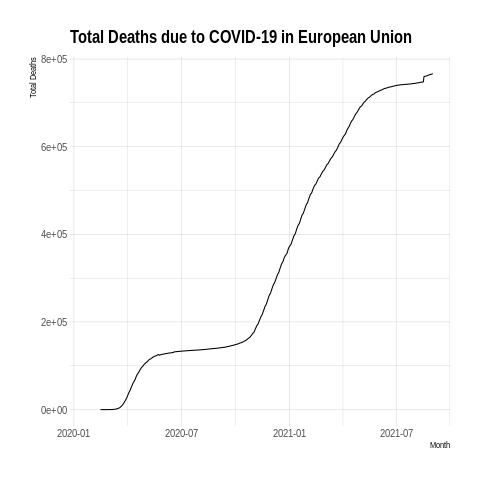 Total Deaths due to COVID-19 in European Union
Total Deaths
8e+05
6e+05
4e+05
2e+05
0e+00
2020-01 2020-07 2021-01 2021-07
Month